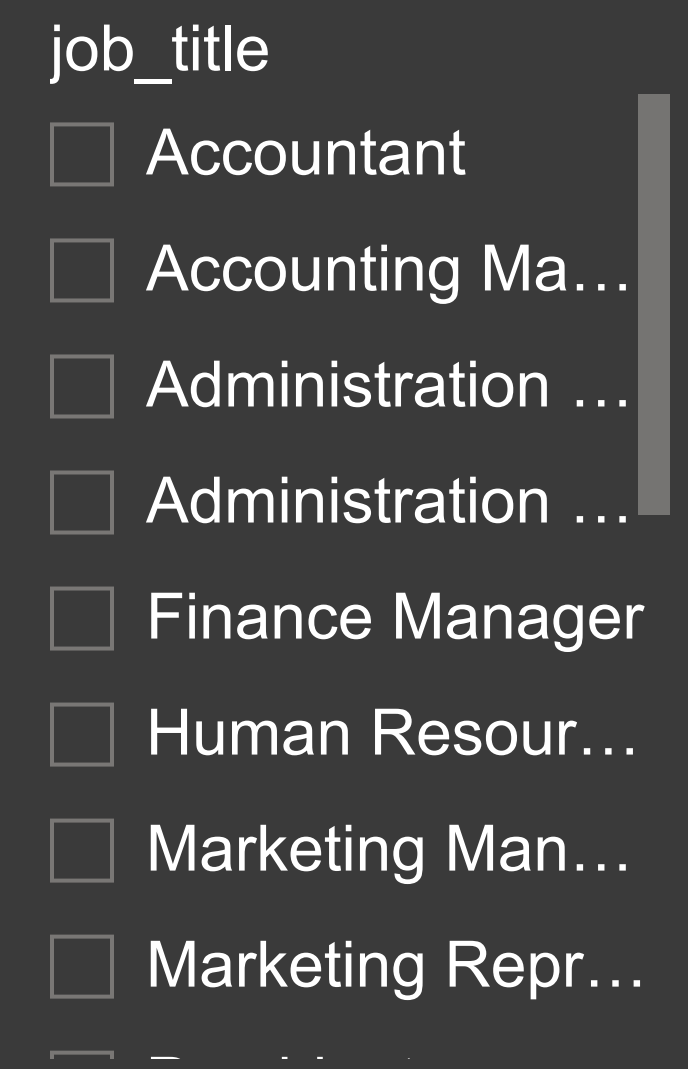 job_title
Accountant
Accounting Ma…
Administration …
Administration …
Finance Manager
Human Resour…
Marketing Man…
Marketing Repr…